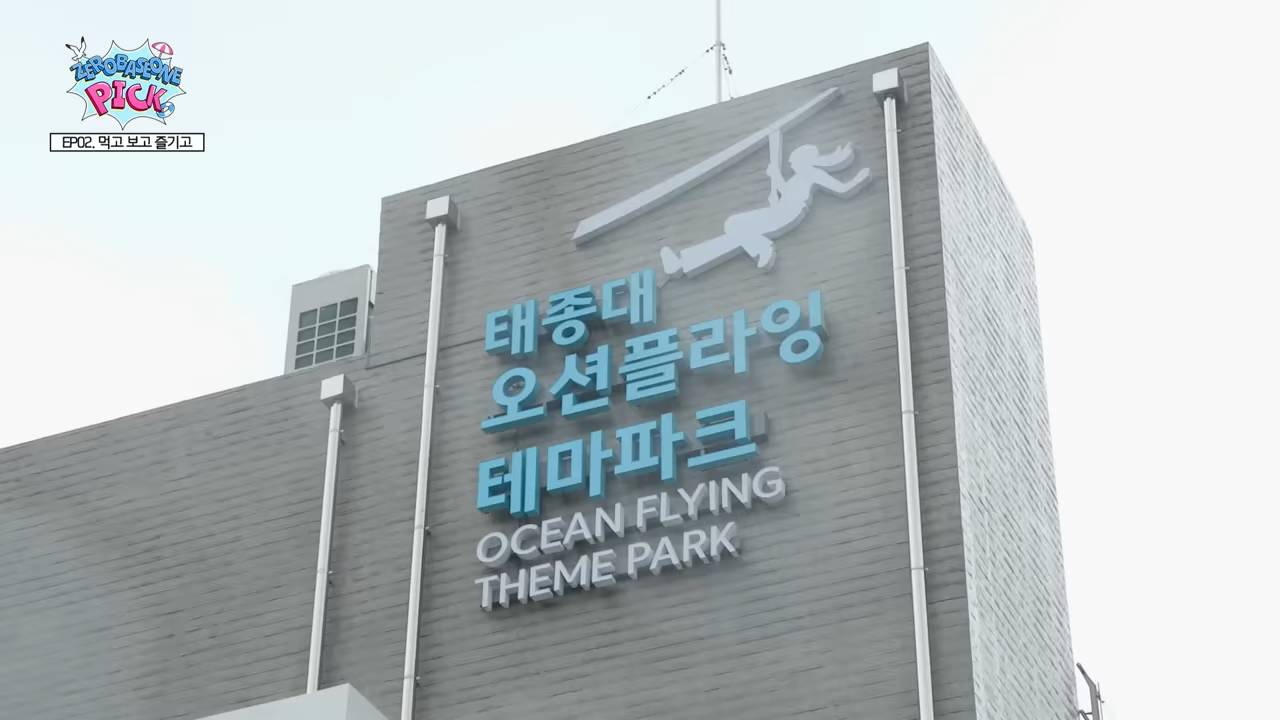 ZEROBASEONE
PICK
EP02. 먹고 보고 즐기고
태종대
오션플라잉
테마파크
OCEAN FLYING
THEME PARK